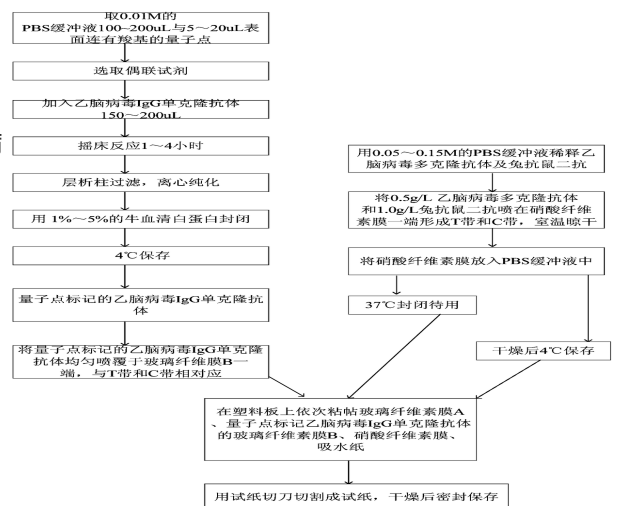 取0.01M的
PBS缓冲液100~200uL与5～20uL表
面连有羧基的量子点
选取偶联试剂
加入乙脑病毒IgG单克隆抗体
150～200uL
摇床反应1～4小时
层析柱过滤，离心纯化
用 1%～5%的牛血清白蛋白封闭
4℃保存
量子点标记的乙脑病毒IgG单克隆抗
体
将量子点标记的乙脑病毒IgG单克隆
抗体均匀喷覆于玻璃纤维膜B一
端，与T带和C带相对应
用0.05～0.15M的PBS缓冲液稀释乙
脑病毒多克隆抗体及兔抗鼠二抗
将0.5g/L 乙脑病毒多克隆抗体
和1.0g/L兔抗鼠二抗喷在硝酸纤维
素膜一端形成T带和C带，室温晾干
将硝酸纤维素膜放入PBS缓冲液中
37℃封闭待用
干燥后4℃保存
在塑料板上依次粘帖玻璃纤维素膜A
、量子点标记乙脑病毒IgG单克隆抗体
的玻璃纤维素膜B、硝酸纤维素膜、
吸水纸
用试纸切刀切割成试纸，干燥后密封保存